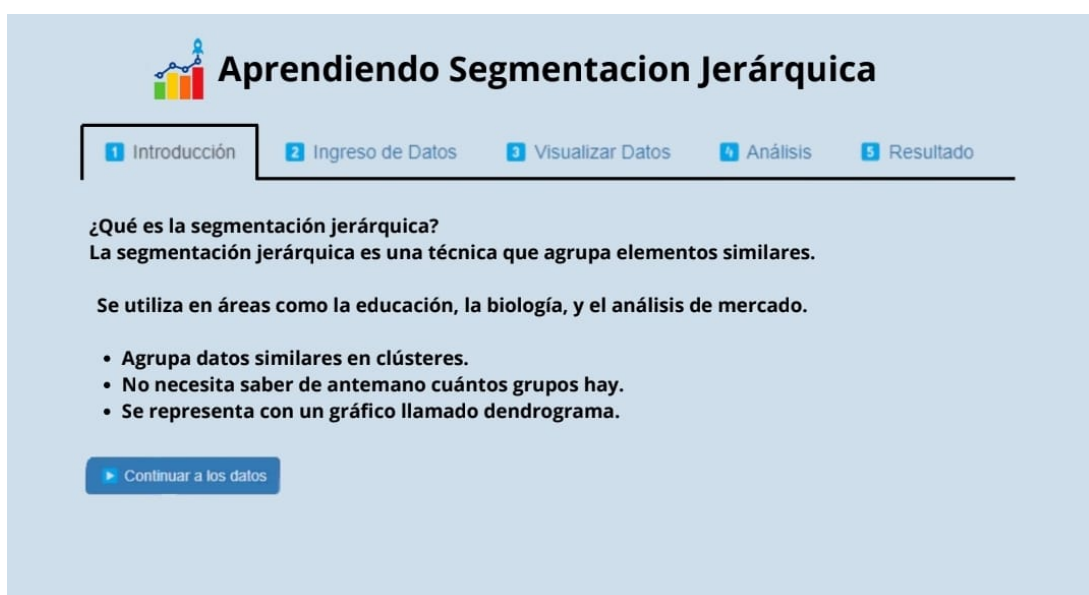 Aprendiendo Segmentacion Jerárquica
1 Introducción
2 Ingreso de Datos
3 Visualizar Datos
4 Análisis
5 Resultado
¿Qué es la segmentación jerárquica?
La segmentación jerárquica es una técnica que agrupa elementos similares.
Se utiliza en áreas como la educación, la biología, y el análisis de mercado.
• Agrupa datos similares en clústeres.
• No necesita saber de antemano cuántos grupos hay.
• Se representa con un gráfico llamado dendrograma.
Continuar a los datos